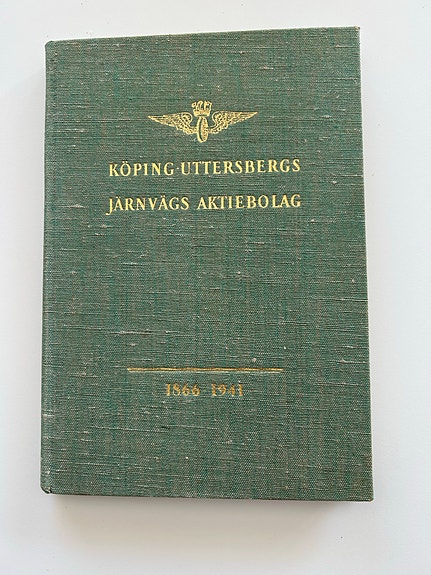 KÖPING-UTTERSBERGS
JÄRNVÄGS AKTIEBOLAG
1866 1941